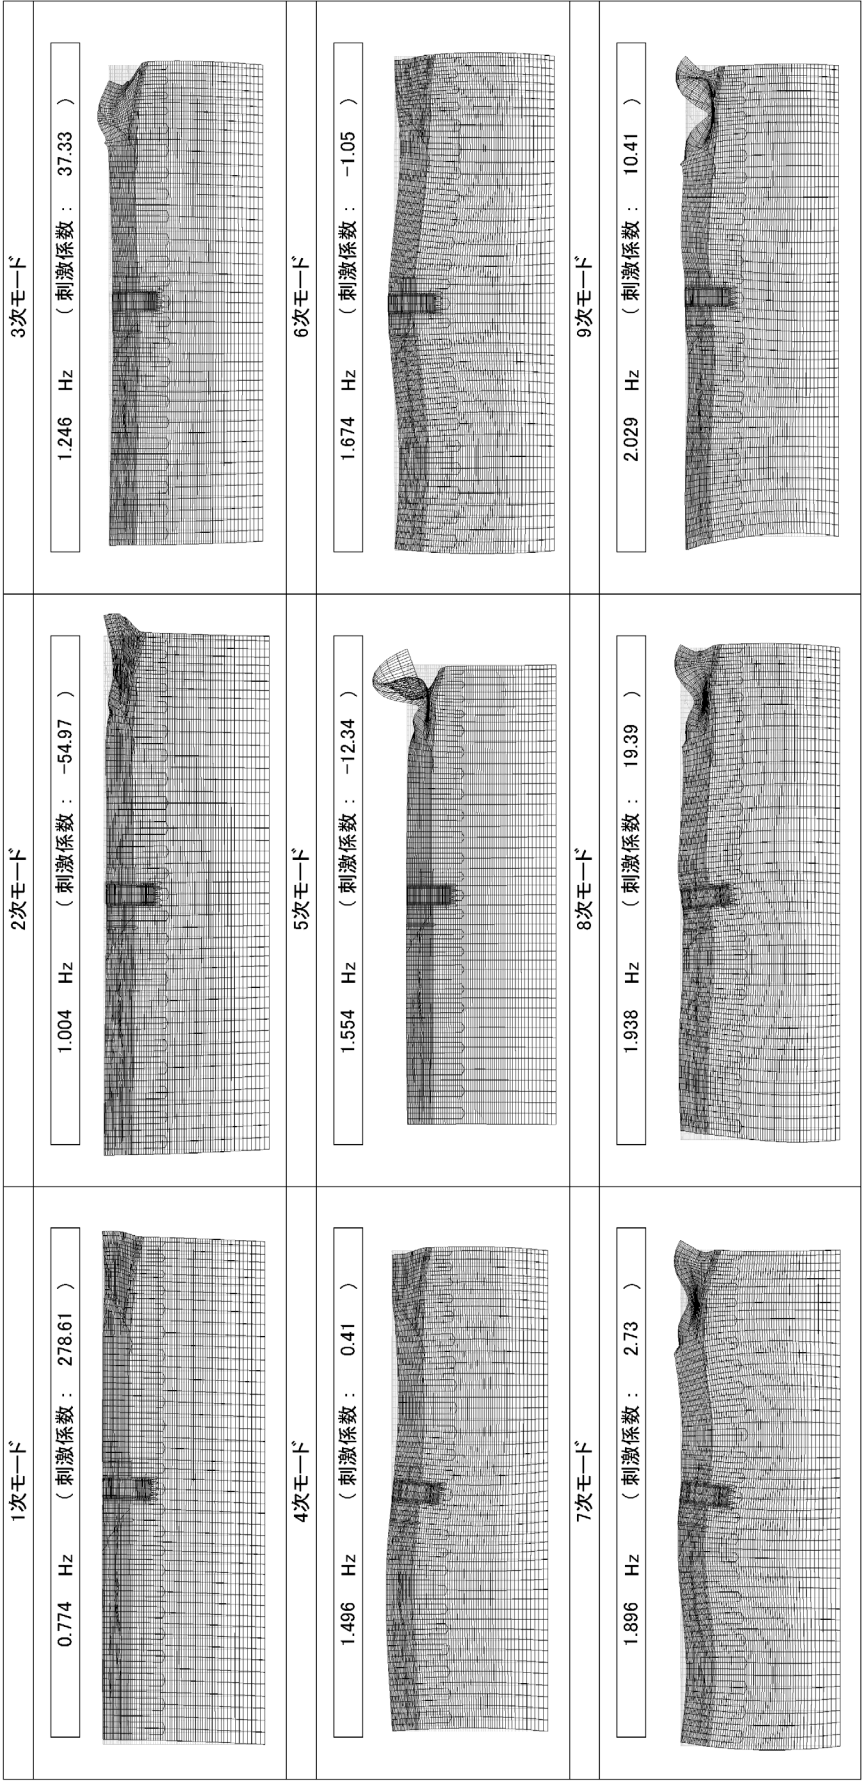 1次モード
0.774 Hz ( 刺激係数 : 278.61 )
2次モード
1.004 Hz ( 刺激係数 : -54.97 )
3次モード
1.246 Hz ( 刺激係数 : 37.33 )
4次モード
1.496 Hz ( 刺激係数 : 0.41 )
5次モード
1.554 Hz ( 刺激係数 : -12.34 )
6次モード
1.674 Hz ( 刺激係数 : -1.05 )
7次モード
1.896 Hz ( 刺激係数 : 2.73 )
8次モード
1.938 Hz ( 刺激係数 : 19.39 )
9次モード
2.029 Hz ( 刺激係数 : 10.41 )